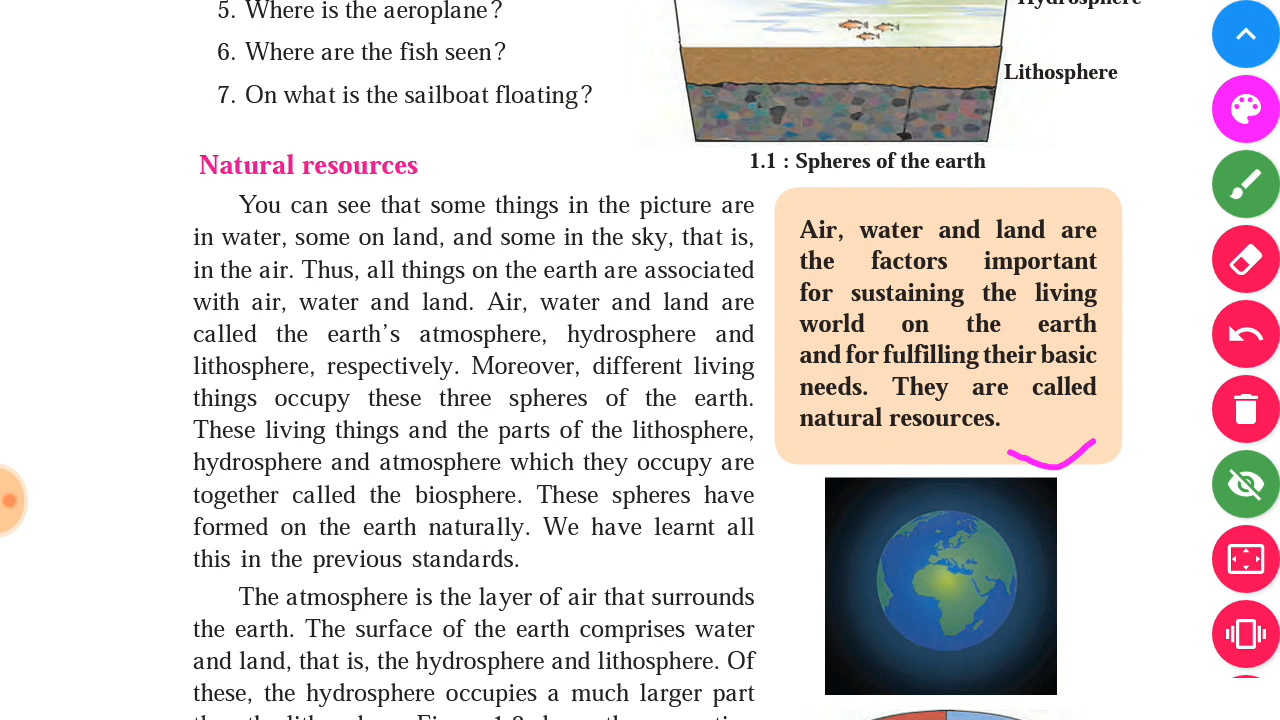 5. Where is the aeroplane?
6. Where are the fish seen?
7. On what is the sailboat floating?
Hydrosphere
Lithosphere
1.1 : Spheres of the earth
Natural resources
You can see that some things in the picture are
in water, some on land, and some in the sky, that is,
in the air. Thus, all things on the earth are associated
with air, water and land. Air, water and land are
called the earth's atmosphere, hydrosphere and
lithosphere, respectively. Moreover, different living
things occupy these three spheres of the earth.
These living things and the parts of the lithosphere,
hydrosphere and atmosphere which they occupy are
together called the biosphere. These spheres have
formed on the earth naturally. We have learnt all
this in the previous standards.
The atmosphere is the layer of air that surrounds
the earth. The surface of the earth comprises water
and land, that is, the hydrosphere and lithosphere. Of
these, the hydrosphere occupies a much larger part
Air, water and land are
the factors important
for sustaining the living
world on the earth
and for fulfilling their basic
needs. They are called
natural resources.